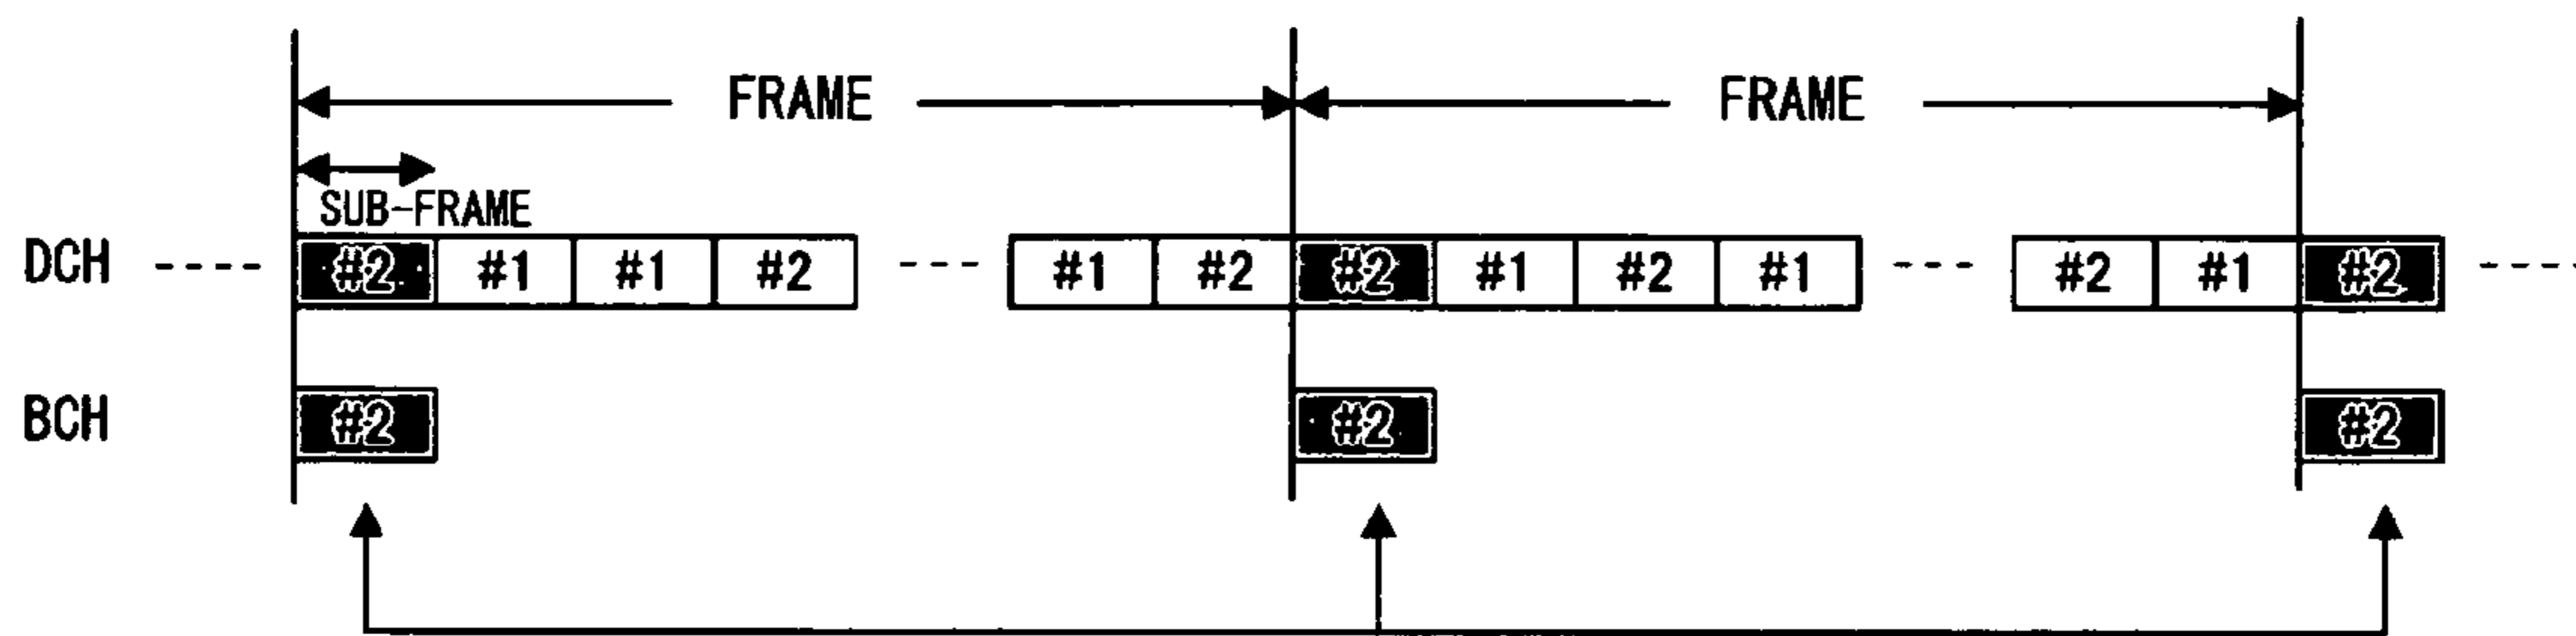 FRAME FRAME
SUB-FRAME
DCH ---- #2 #1 #1 #2 --- #1 #2 #2 #1 #2 #1 --- #2 #1 #2 ----
BCH #2 #2 #2